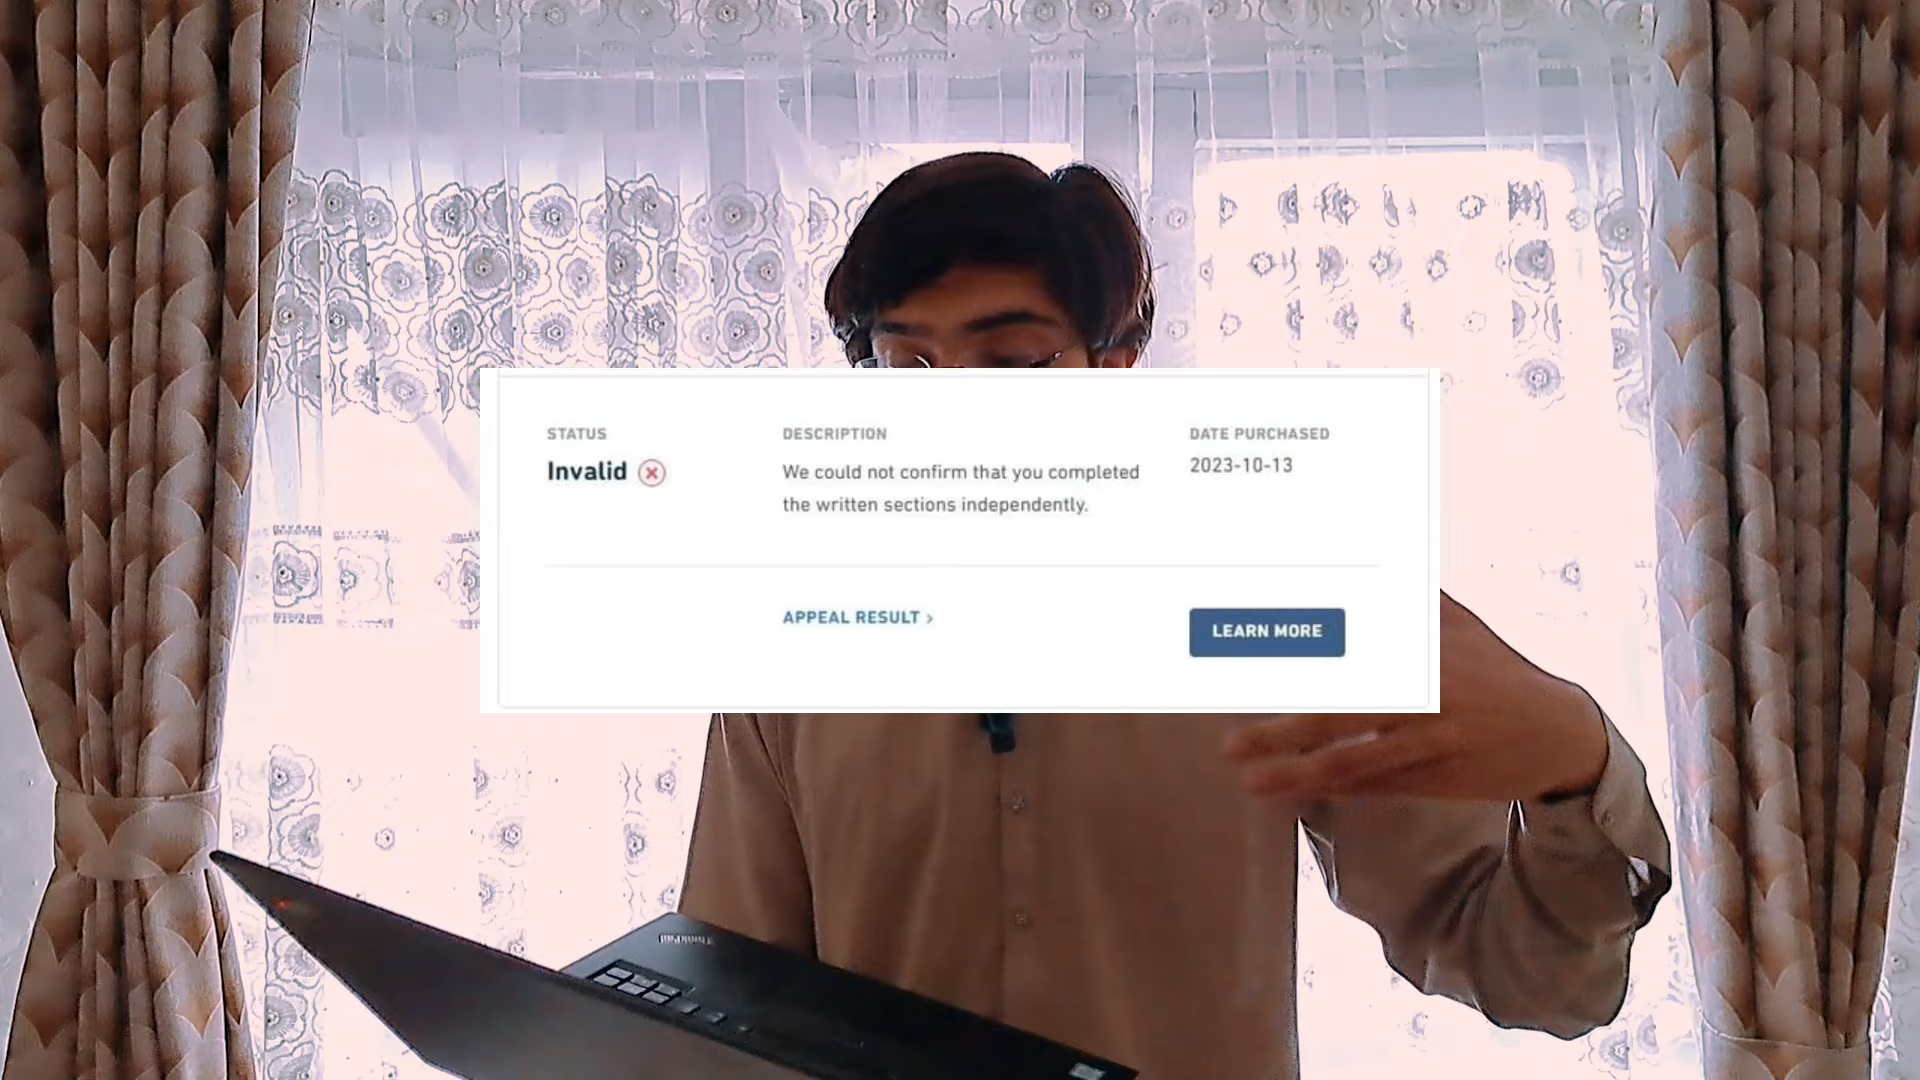 STATUS
Invalid
DESCRIPTION
We could not confirm that you completed
the written sections independently.
DATE PURCHASED
2023-10-13
APPEAL RESULT >
LEARN MORE
ThinkPad